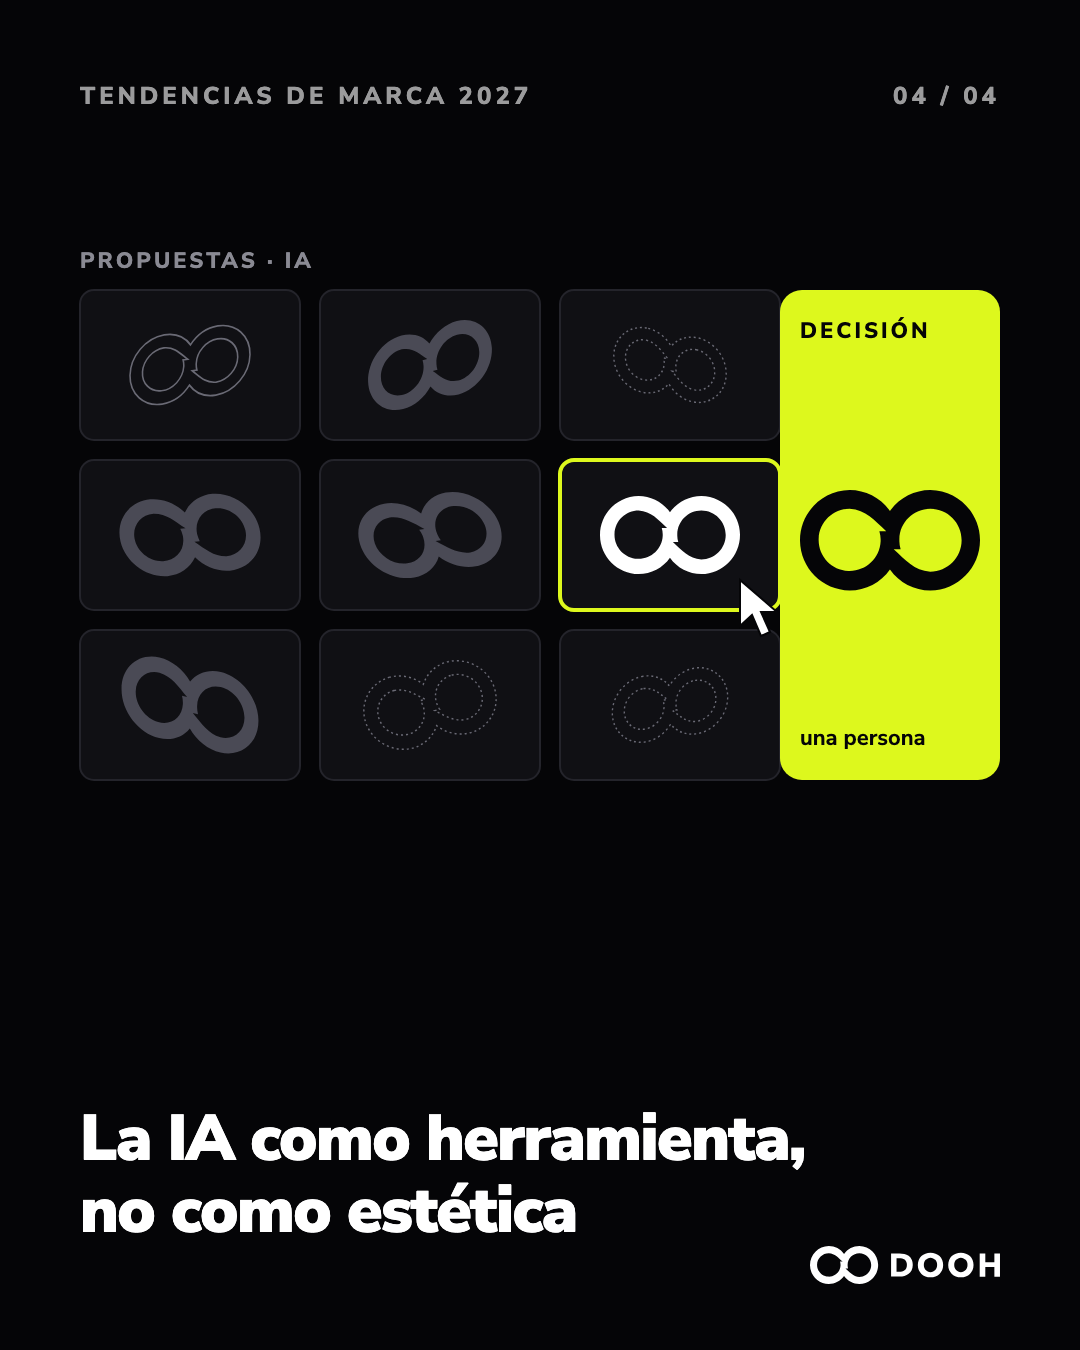 TENDENCIAS DE MARCA 2027
04 / 04
PROPUESTAS · IA
DECISIÓN
una persona
La IA como herramienta,
no como estética
DOOH